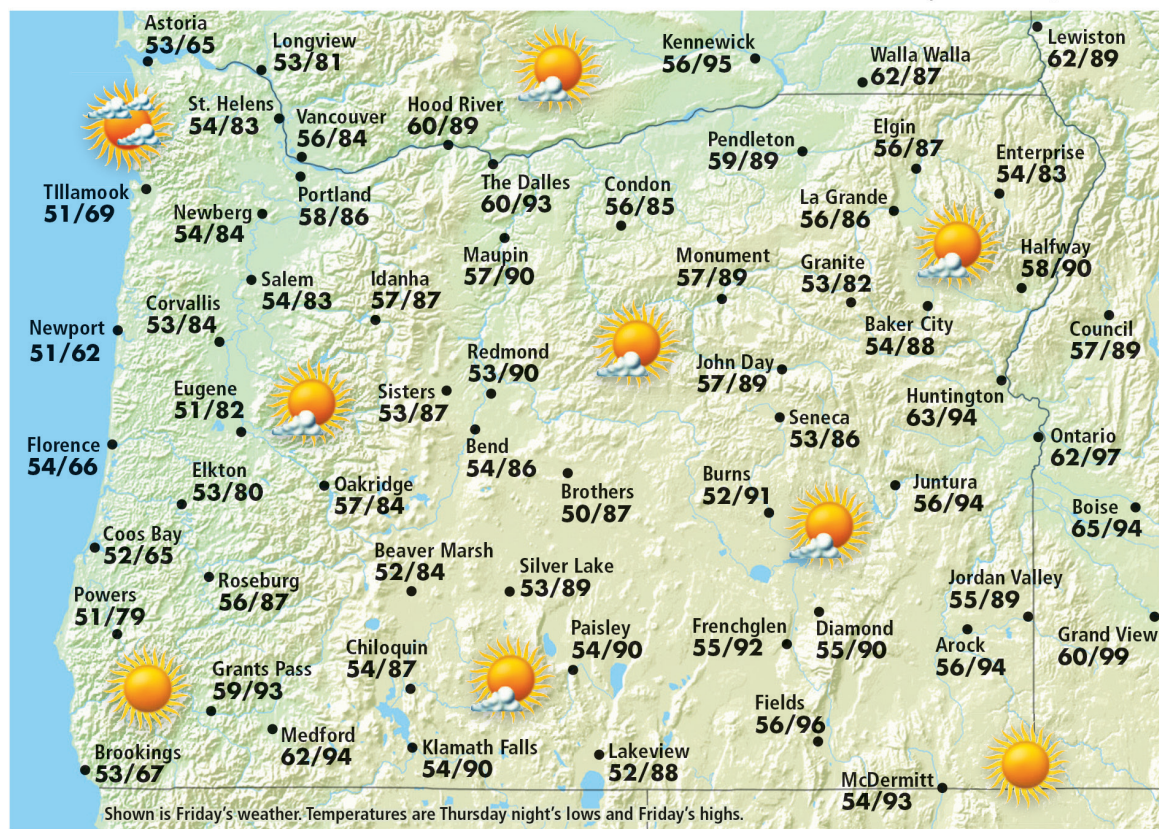 Astoria
53/65
Longview
53/81
Kennewick
56/95
Walla Walla
62/87
Lewiston
62/89
St. Helens
54/83
Vancouver
56/84
Hood River
60/89
Pendleton
59/89
Elgin
56/87
Enterprise
54/83
TIllamook
51/69
Newberg
54/84
Portland
58/86
The Dalles
60/93
Condon
56/85
La Grande
56/86
Maupin
57/90
Monument
57/89
Granite
53/82
Halfway
58/90
Salem
54/83
Idanha
57/87
Corvallis
53/84
Newport
51/62
Baker City
54/88
Council
57/89
Redmond
53/90
John Day
57/89
Eugene
51/82
Sisters
53/87
Huntington
63/94
Seneca
53/86
Florence
54/66
Bend
54/86
Ontario
62/97
Elkton
53/80
Oakridge
57/84
Brothers
50/87
Burns
52/91
Juntura
56/94
Boise
65/94
Coos Bay
52/65
Beaver Marsh
52/84
Silver Lake
53/89
Roseburg
56/87
Powers
51/79
Jordan Valley
55/89
Chiloquin
54/87
Paisley
54/90
Frenchglen
55/92
Diamond
55/90
Arock
56/94
Grand View
60/99
Grants Pass
59/93
Fields
56/96
Medford
62/94
Klamath Falls
54/90
Lakeview
52/88
Brookings
53/67
McDermitt
54/93
Shown is Friday's weather. Temperatures are Thursday night's lows and Friday's highs.